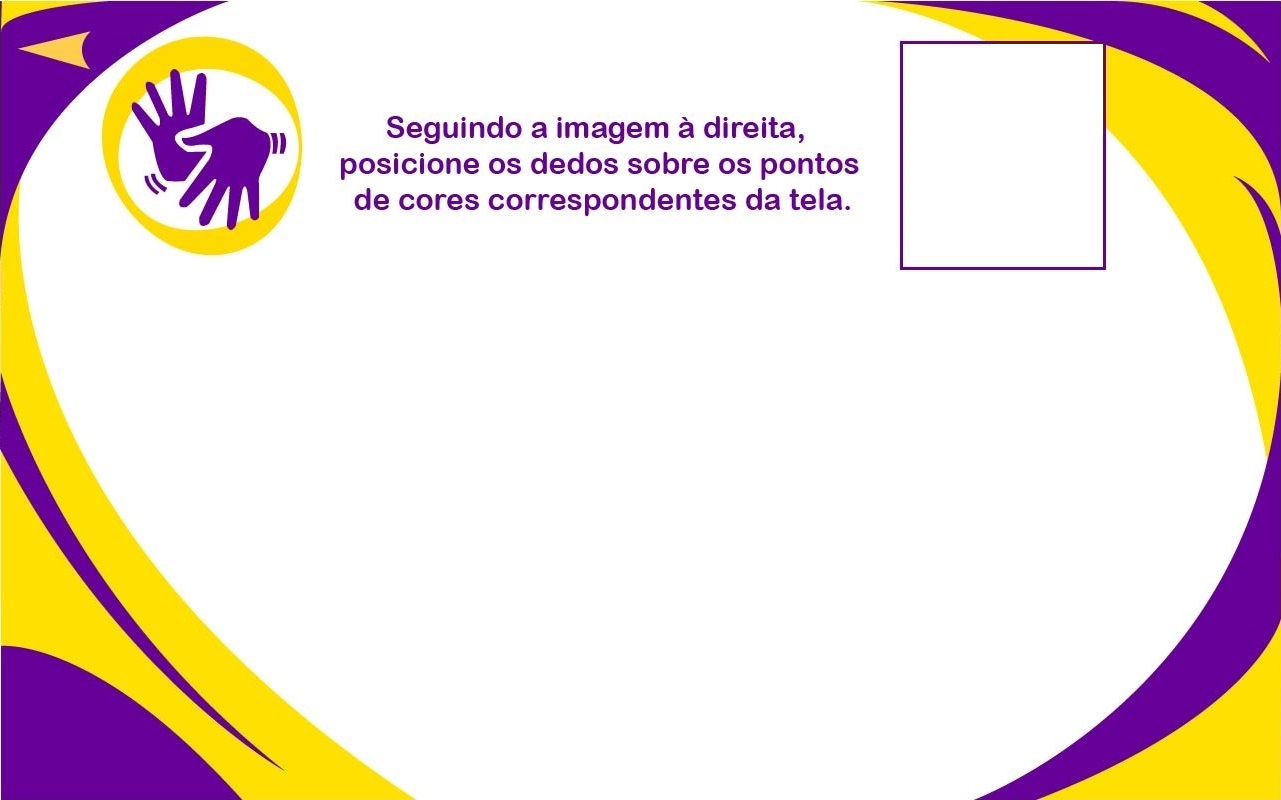 Seguindo a imagem à direita,
posicione os dedos sobre os pontos
de cores correspondentes da tela.